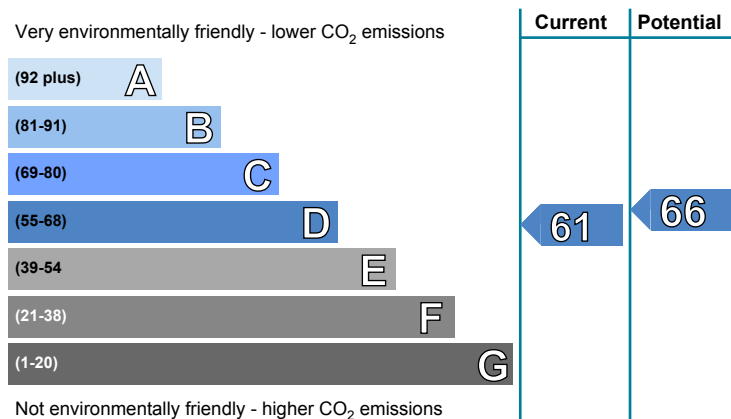 Current Potential
Very environmentally friendly - lower CO₂ emissions
(92 plus) A
(81-91) B
(69-80) C
(55-68) D
61 66
(39-54 E
(21-38) F
(1-20) G
Not environmentally friendly - higher CO₂ emissions